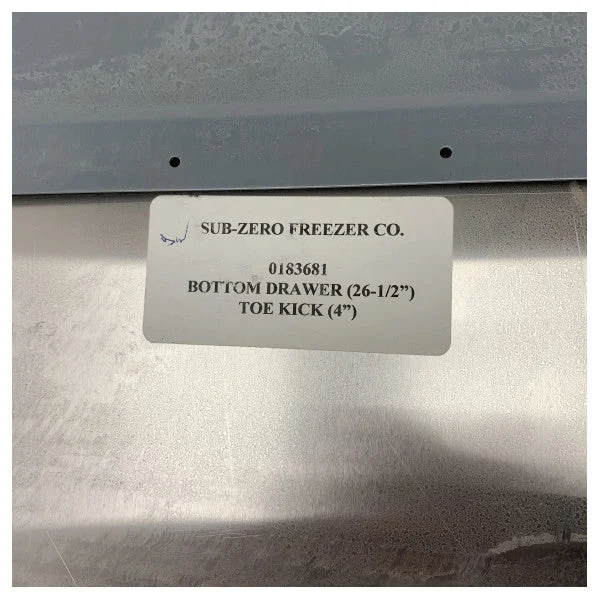 SUB-ZERO FREEZER CO.
0183681
BOTTOM DRAWER (26-1/2”)
TOE KICK (4”)